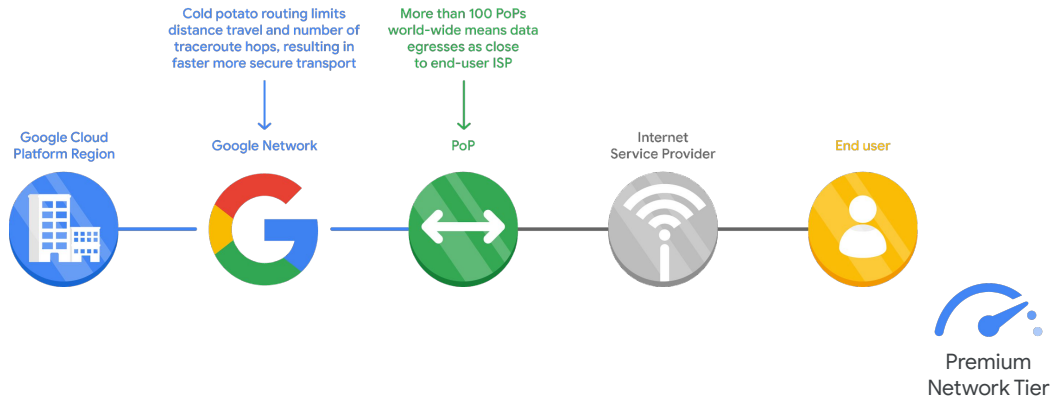 Cold potato routing limits
distance travel and number of
traceroute hops, resulting in
faster more secure transport
More than 100 PoPs
world-wide means data
egresses as close
to end-user ISP
Google Cloud
Platform Region
Google Network
PoP
Internet
Service Provider
End user
Premium
Network Tier